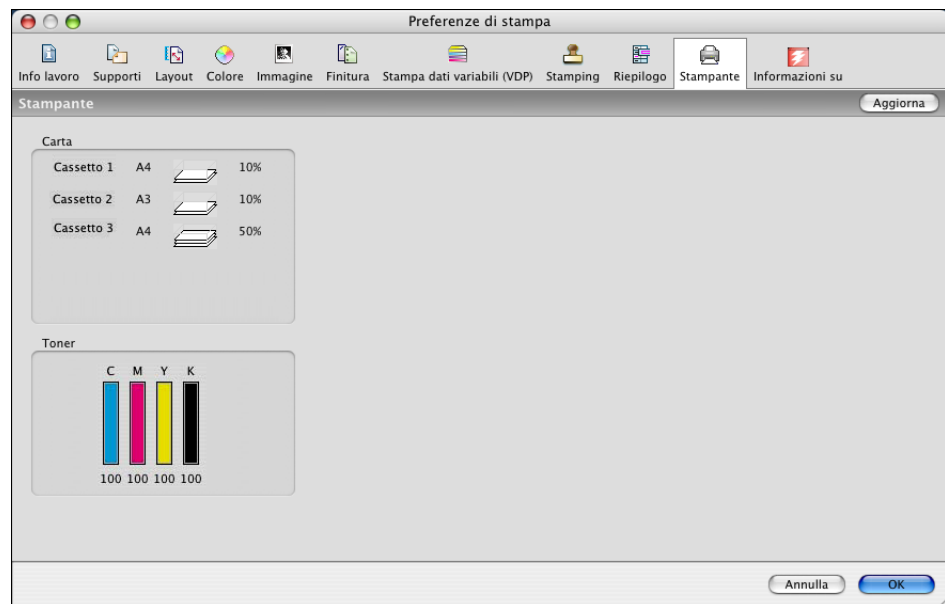 Preferenze di stampa
Info lavoro Supporti Layout Colore Immagine Finitura Stampa dati variabili (VDP) Stamping Riepilogo Stampante Informazioni su
Stampante Aggiorna
Carta
Cassetto 1 A4 10%
Cassetto 2 A3 10%
Cassetto 3 A4 50%
Toner
C M Y K
100 100 100 100
Annulla OK